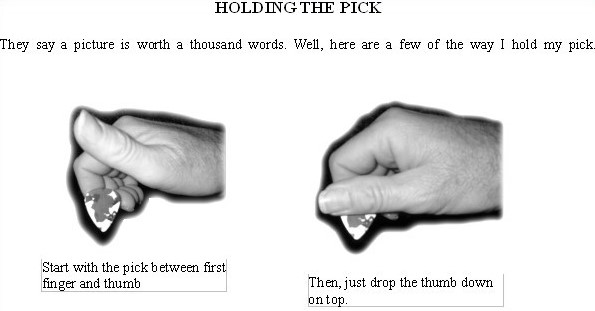 HOLDING THE PICK
They say a picture is worth a thousand words. Well, here are a few of the way I hold my pick.
Start with the pick between first
finger and thumb
Then, just drop the thumb down
on top.